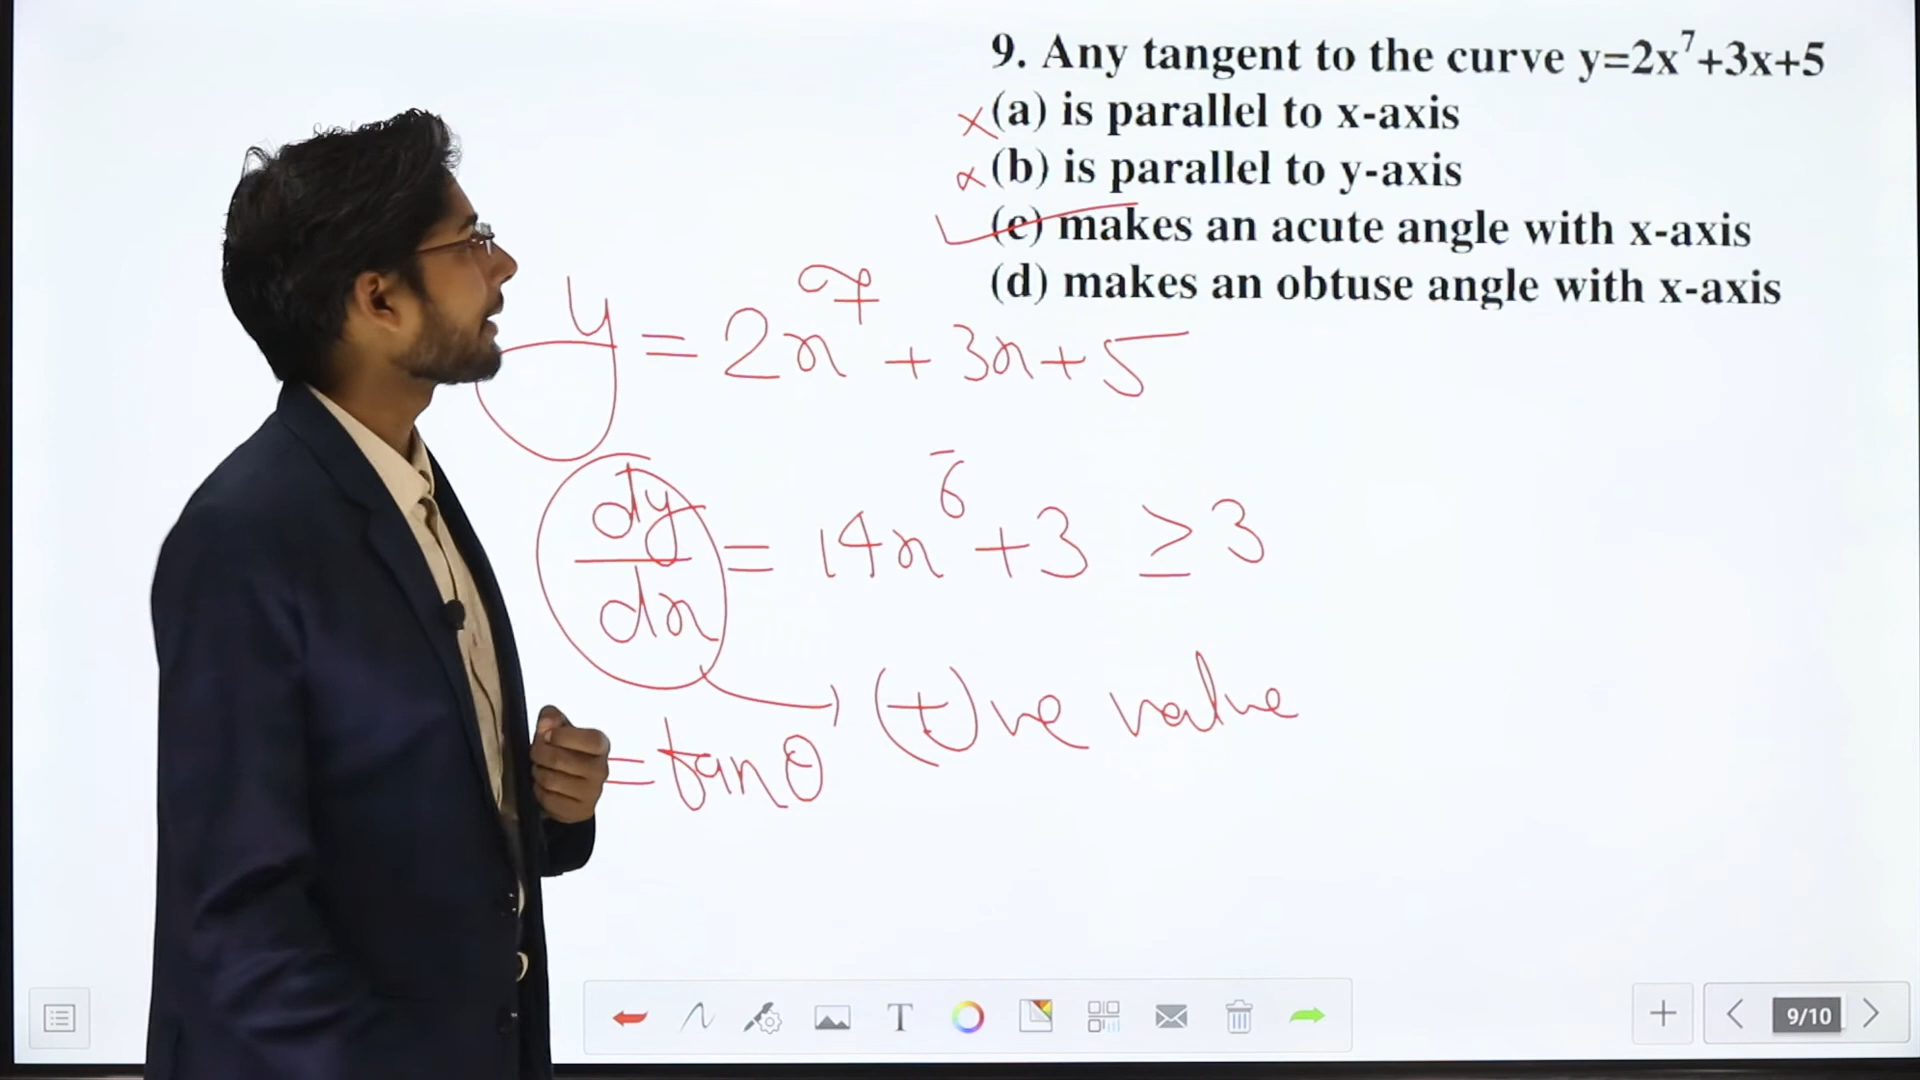 9. Any tangent to the curve y=2x⁷+3x+5
(a) is parallel to x-axis
(b) is parallel to y-axis
(c) makes an acute angle with x-axis
(d) makes an obtuse angle with x-axis
y = 2x⁷ + 3x + 5
dy/dx = 14x⁶ + 3 ≥ 3
(+)ve value
= tanθ
T
9/10